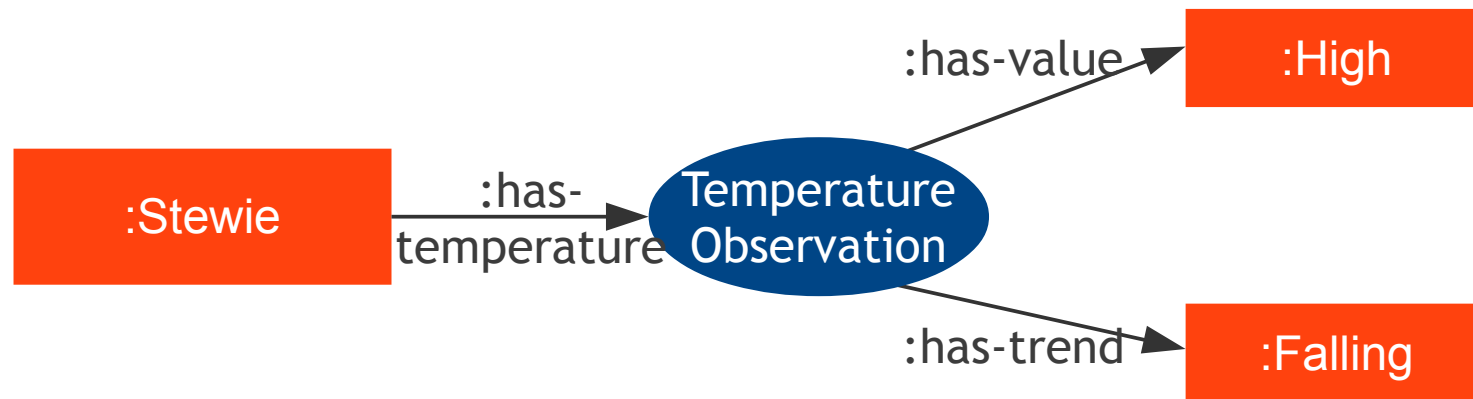 :has-value
:High
:Stewie
:has-
temperature
Temperature
Observation
:has-trend
:Falling